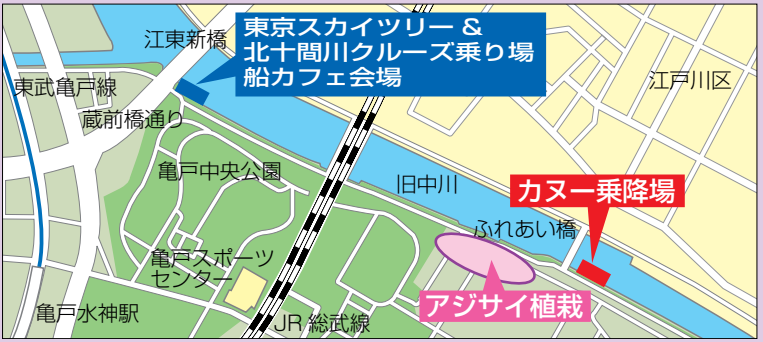 東京スカイツリー&
北十間川クルーズ乗り場
船カフェ会場
江東新橋
東武亀戸線
蔵前橋通り
江戸川区
亀戸中央公園
旧中川
カヌー乗降場
ふれあい橋
亀戸スポーツ
センター
アジサイ植栽
亀戸水神駅
JR 総武線